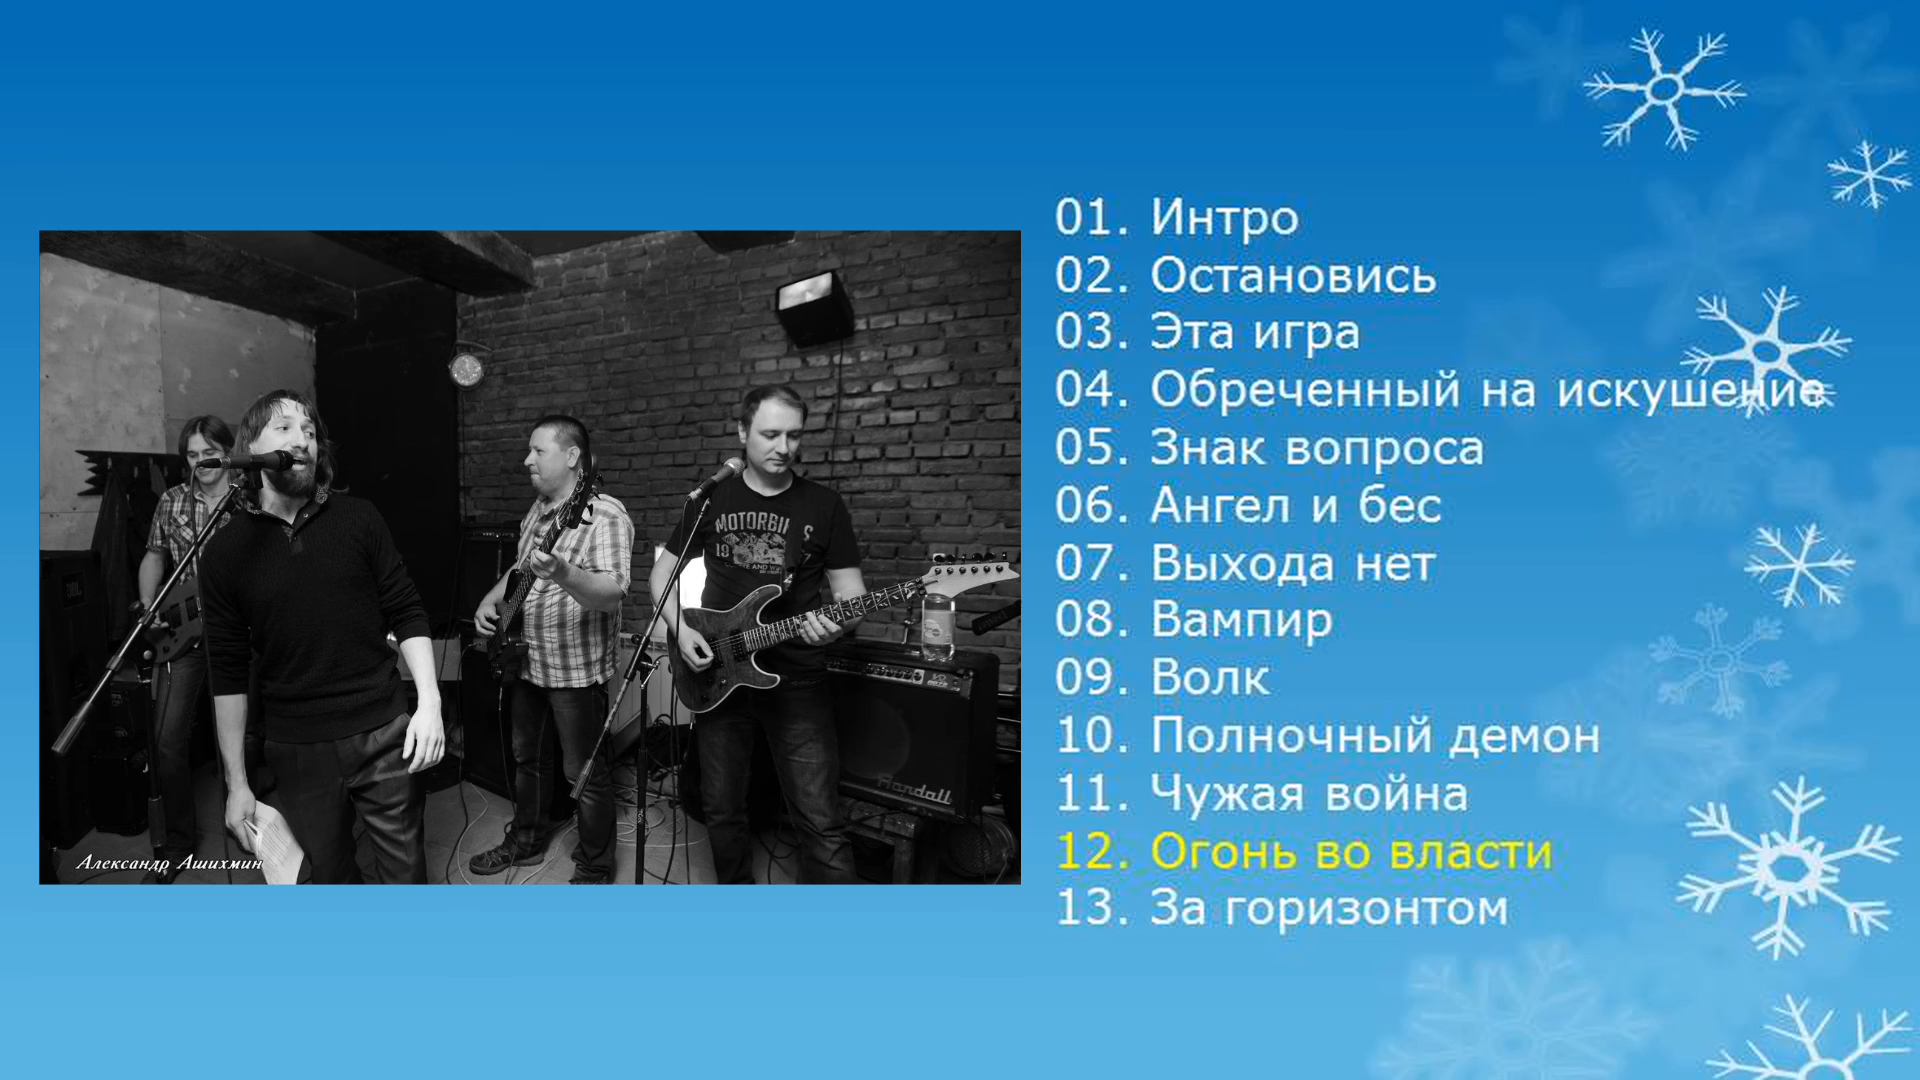 01. Интро
02. Остановись
03. Эта игра
04. Обреченный на искушение
05. Знак вопроса
06. Ангел и бес
07. Выхода нет
08. Вампир
09. Волк
10. Полночный демон
11. Чужая война
12. Огонь во власти
13. За горизонтом
Александр Ашихмин
Randall